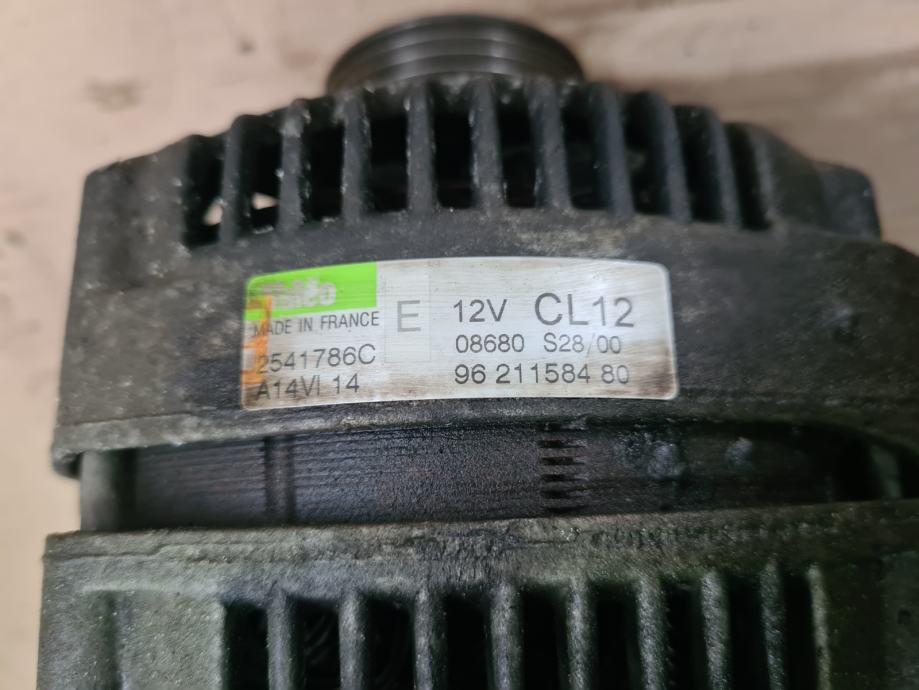 Valeo
MADE IN FRANCE
E
12V CL12
2541786C
08680 S28/00
A14VI 14
96 211584 80